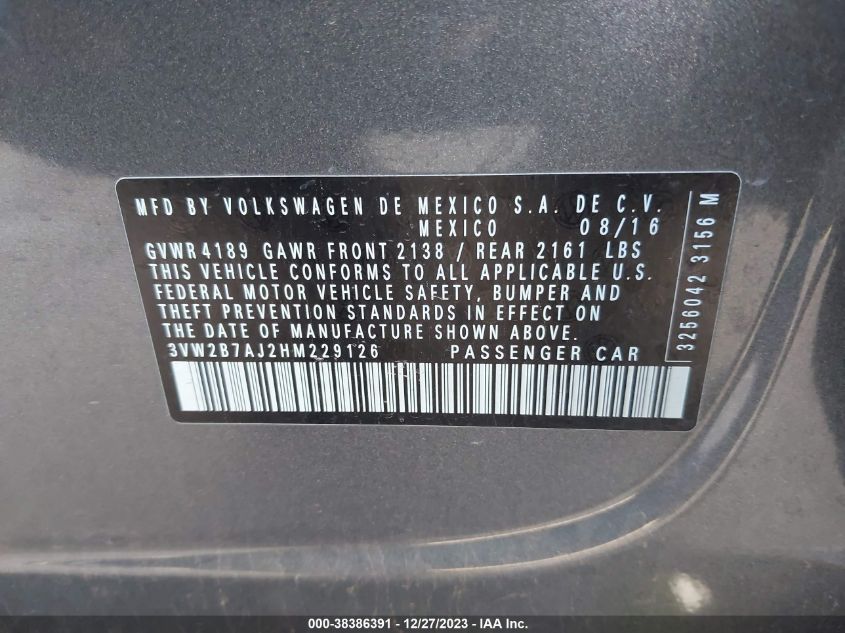 MFD BY VOLKSWAGEN DE MEXICO S.A. DE C.V.
MEXICO 08/16
GVWR 4189 GAWR FRONT 2138 / REAR 2161 LBS
THIS VEHICLE CONFORMS TO ALL APPLICABLE U.S.
FEDERAL MOTOR VEHICLE SAFETY, BUMPER AND
THEFT PREVENTION STANDARDS IN EFFECT ON
THE DATE OF MANUFACTURE SHOWN ABOVE.
3VW2B7AJ2HM229126 PASSENGER CAR
3256042 3156 M
000-38386391 - 12/27/2023 - IAA Inc.